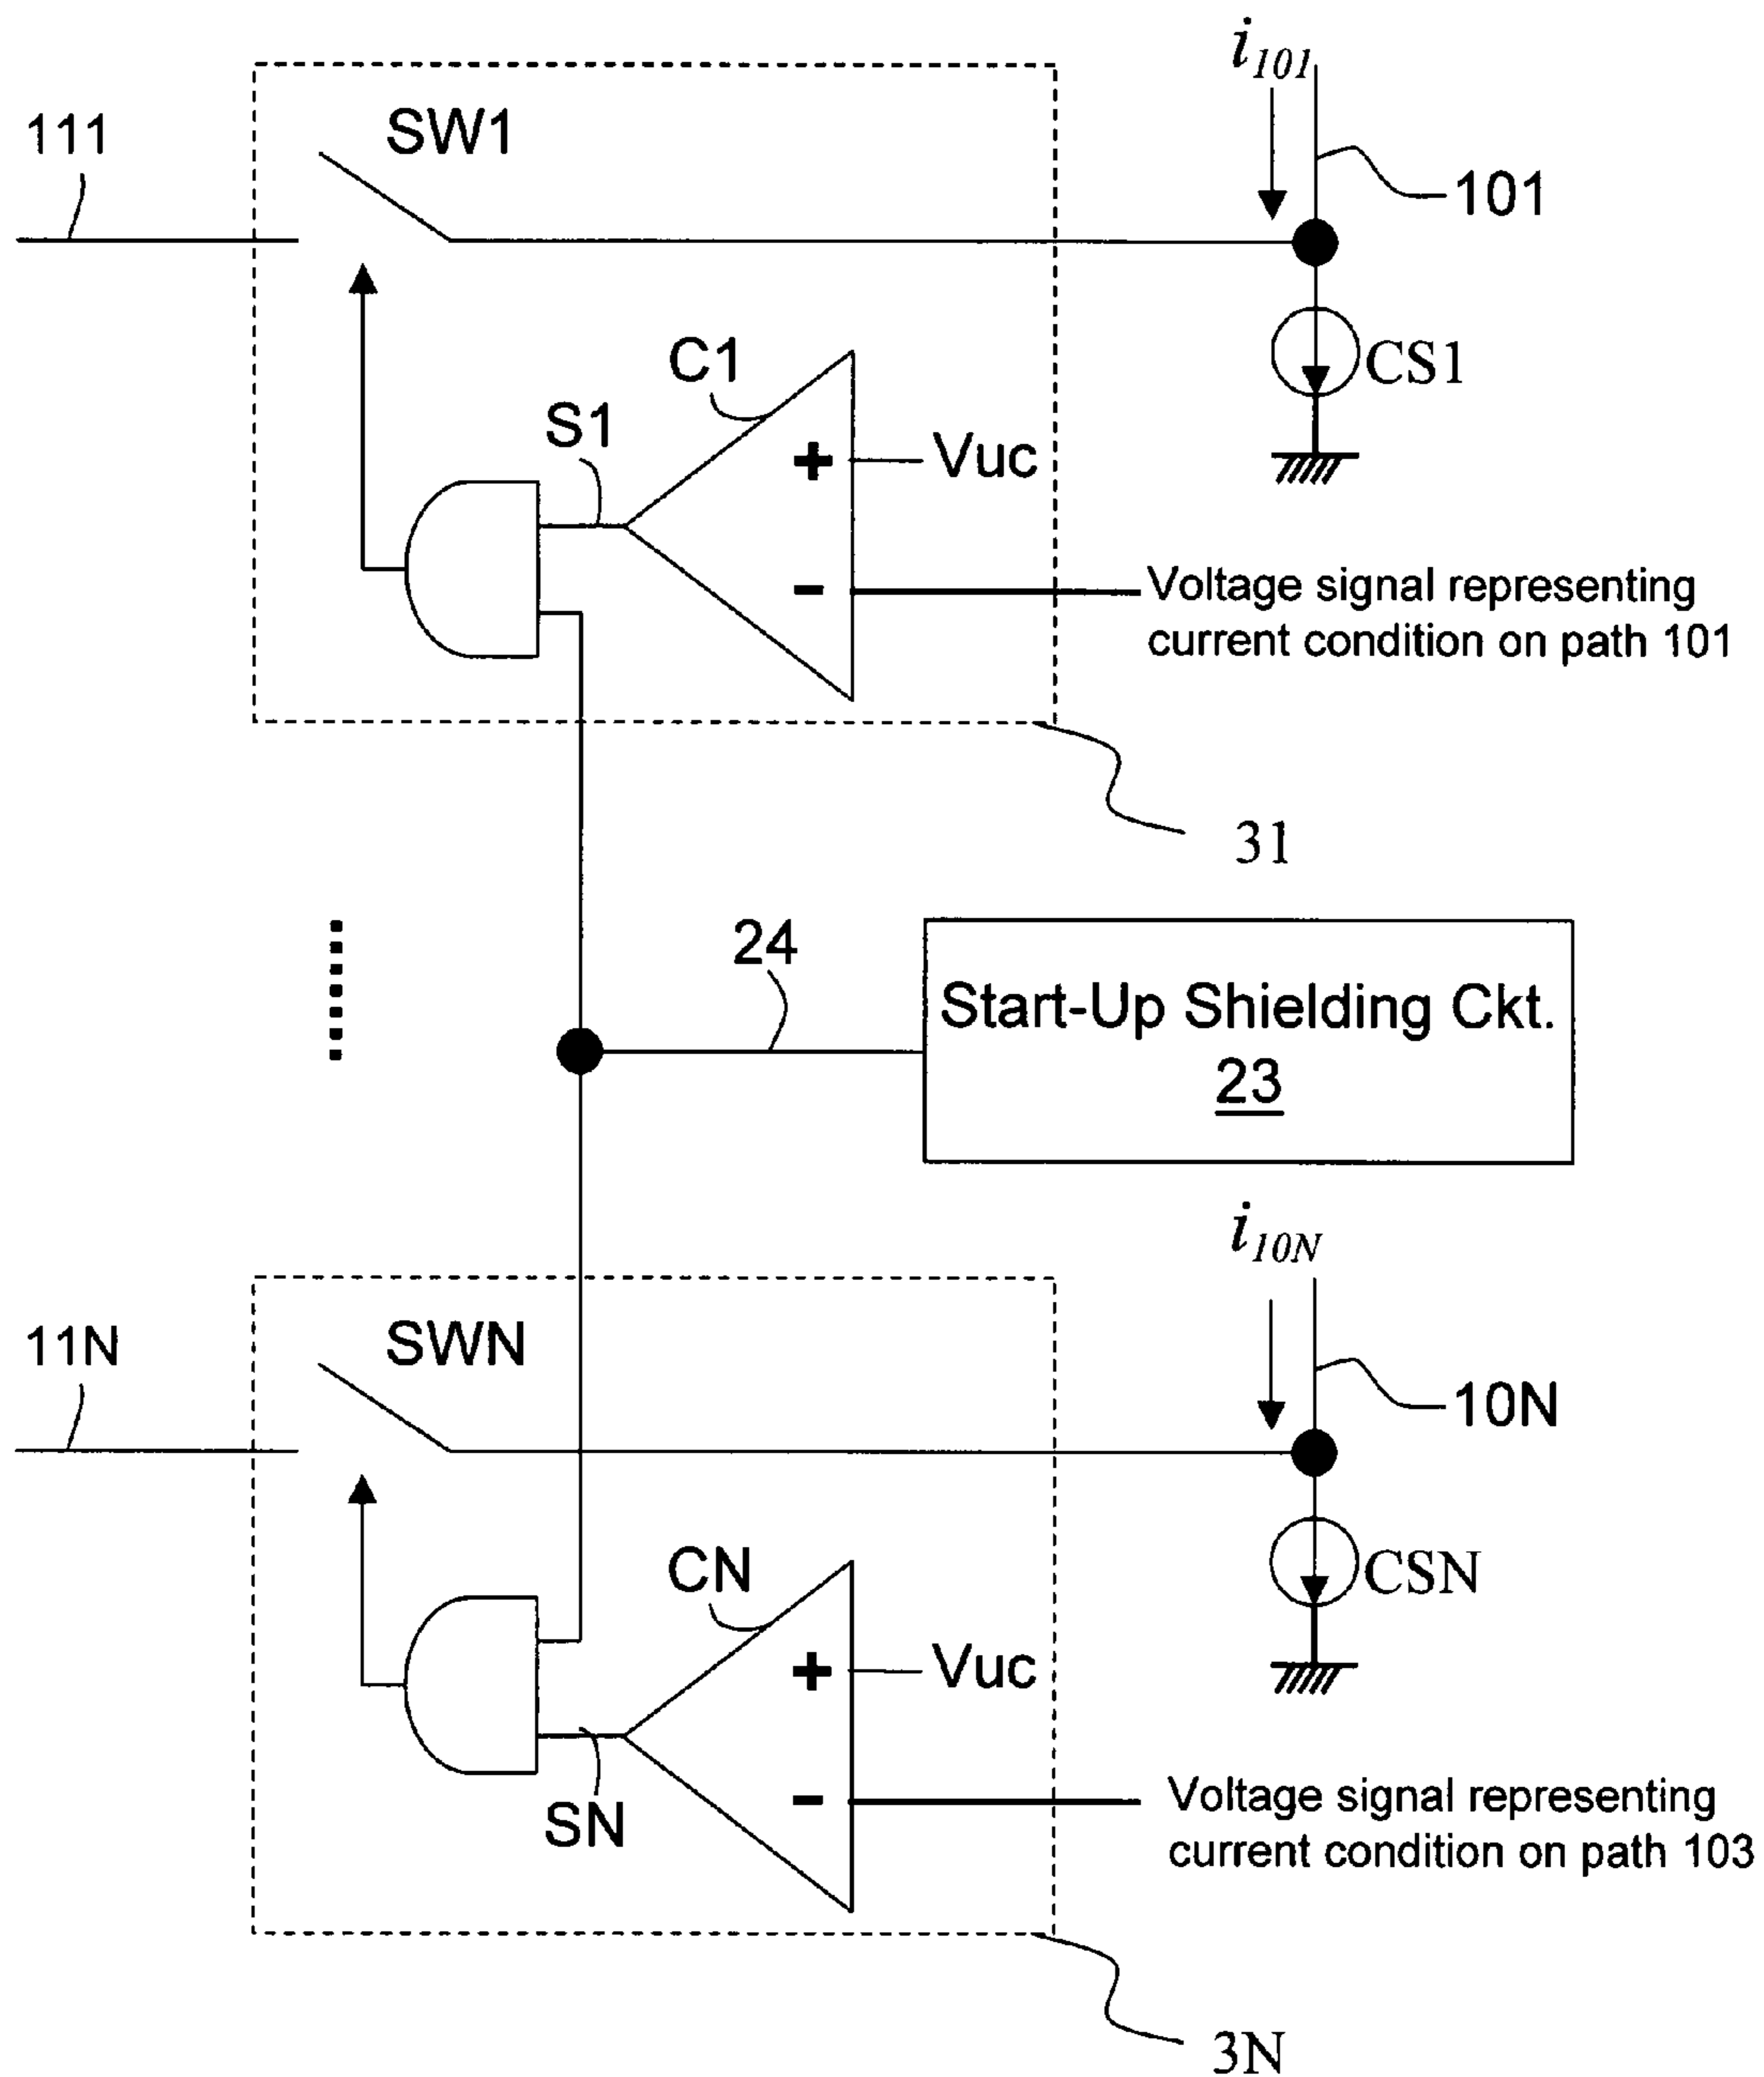 i101
111
SW1
101
C1
CS1
S1
+
Vuc
-
Voltage signal representing
current condition on path 101
31
24
Start-Up Shielding Ckt.
23
i10N
11N
SWN
10N
CN
CSN
+
Vuc
-
SN
Voltage signal representing
current condition on path 103
3N